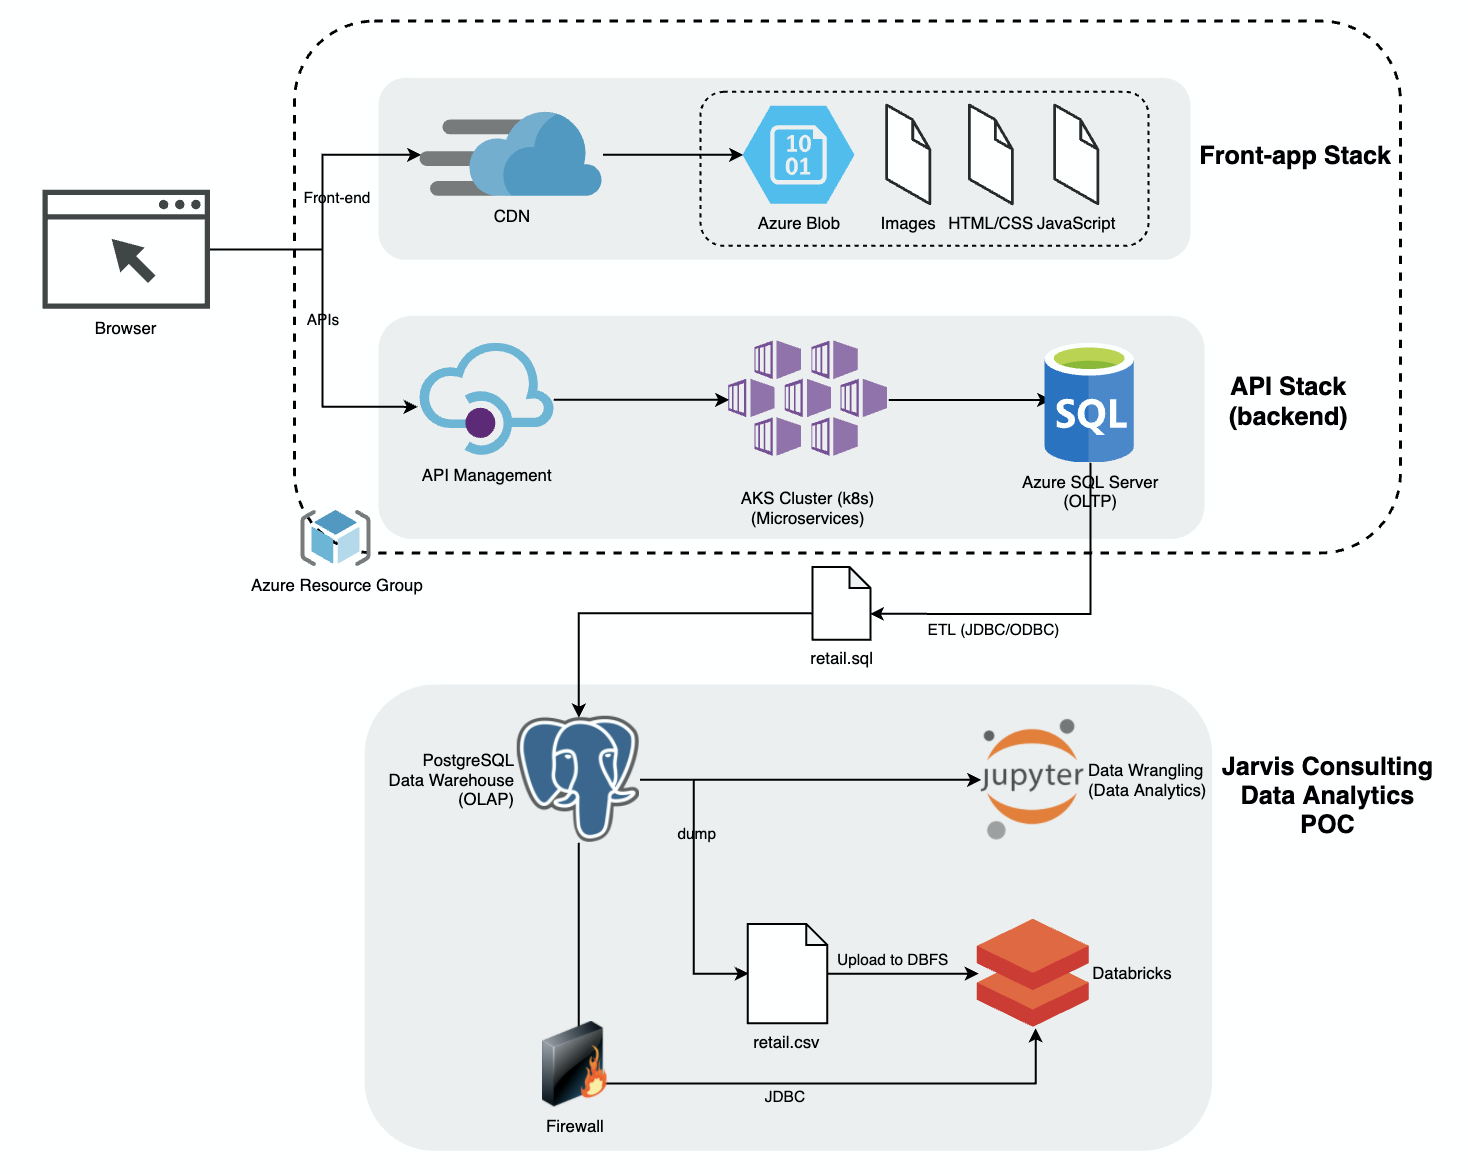 Front-app Stack
10
01
Front-end
CDN
Azure Blob
Images
HTML/CSS
JavaScript
Browser
APIs
SQL
API Stack
(backend)
API Management
AKS Cluster (k8s)
(Microservices)
Azure SQL Server
(OLTP)
Azure Resource Group
ETL (JDBC/ODBC)
retail.sql
PostgreSQL
Data Warehouse
(OLAP)
jupyter
Data Wrangling
(Data Analytics)
Jarvis Consulting
Data Analytics
POC
dump
Upload to DBFS
Databricks
retail.csv
JDBC
Firewall